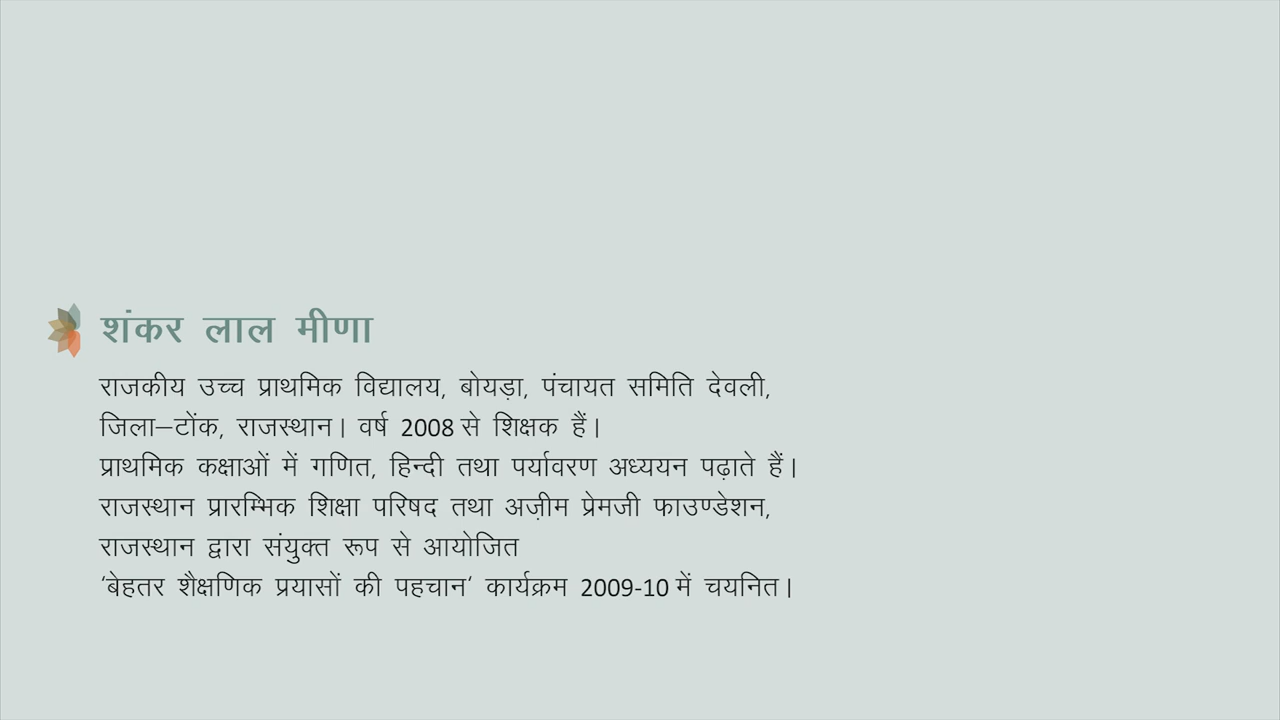 शंकर लाल मीणा
राजकीय उच्च प्राथमिक विद्यालय, बोयड़ा, पंचायत समिति देवली,
जिला–टोंक, राजस्थान। वर्ष 2008 से शिक्षक हैं।
प्राथमिक कक्षाओं में गणित, हिन्दी तथा पर्यावरण अध्ययन पढ़ाते हैं।
राजस्थान प्रारम्भिक शिक्षा परिषद तथा अज़ीम प्रेमजी फाउण्डेशन,
राजस्थान द्वारा संयुक्त रूप से आयोजित
‘बेहतर शैक्षणिक प्रयासों की पहचान‘ कार्यक्रम 2009-10 में चयनित।